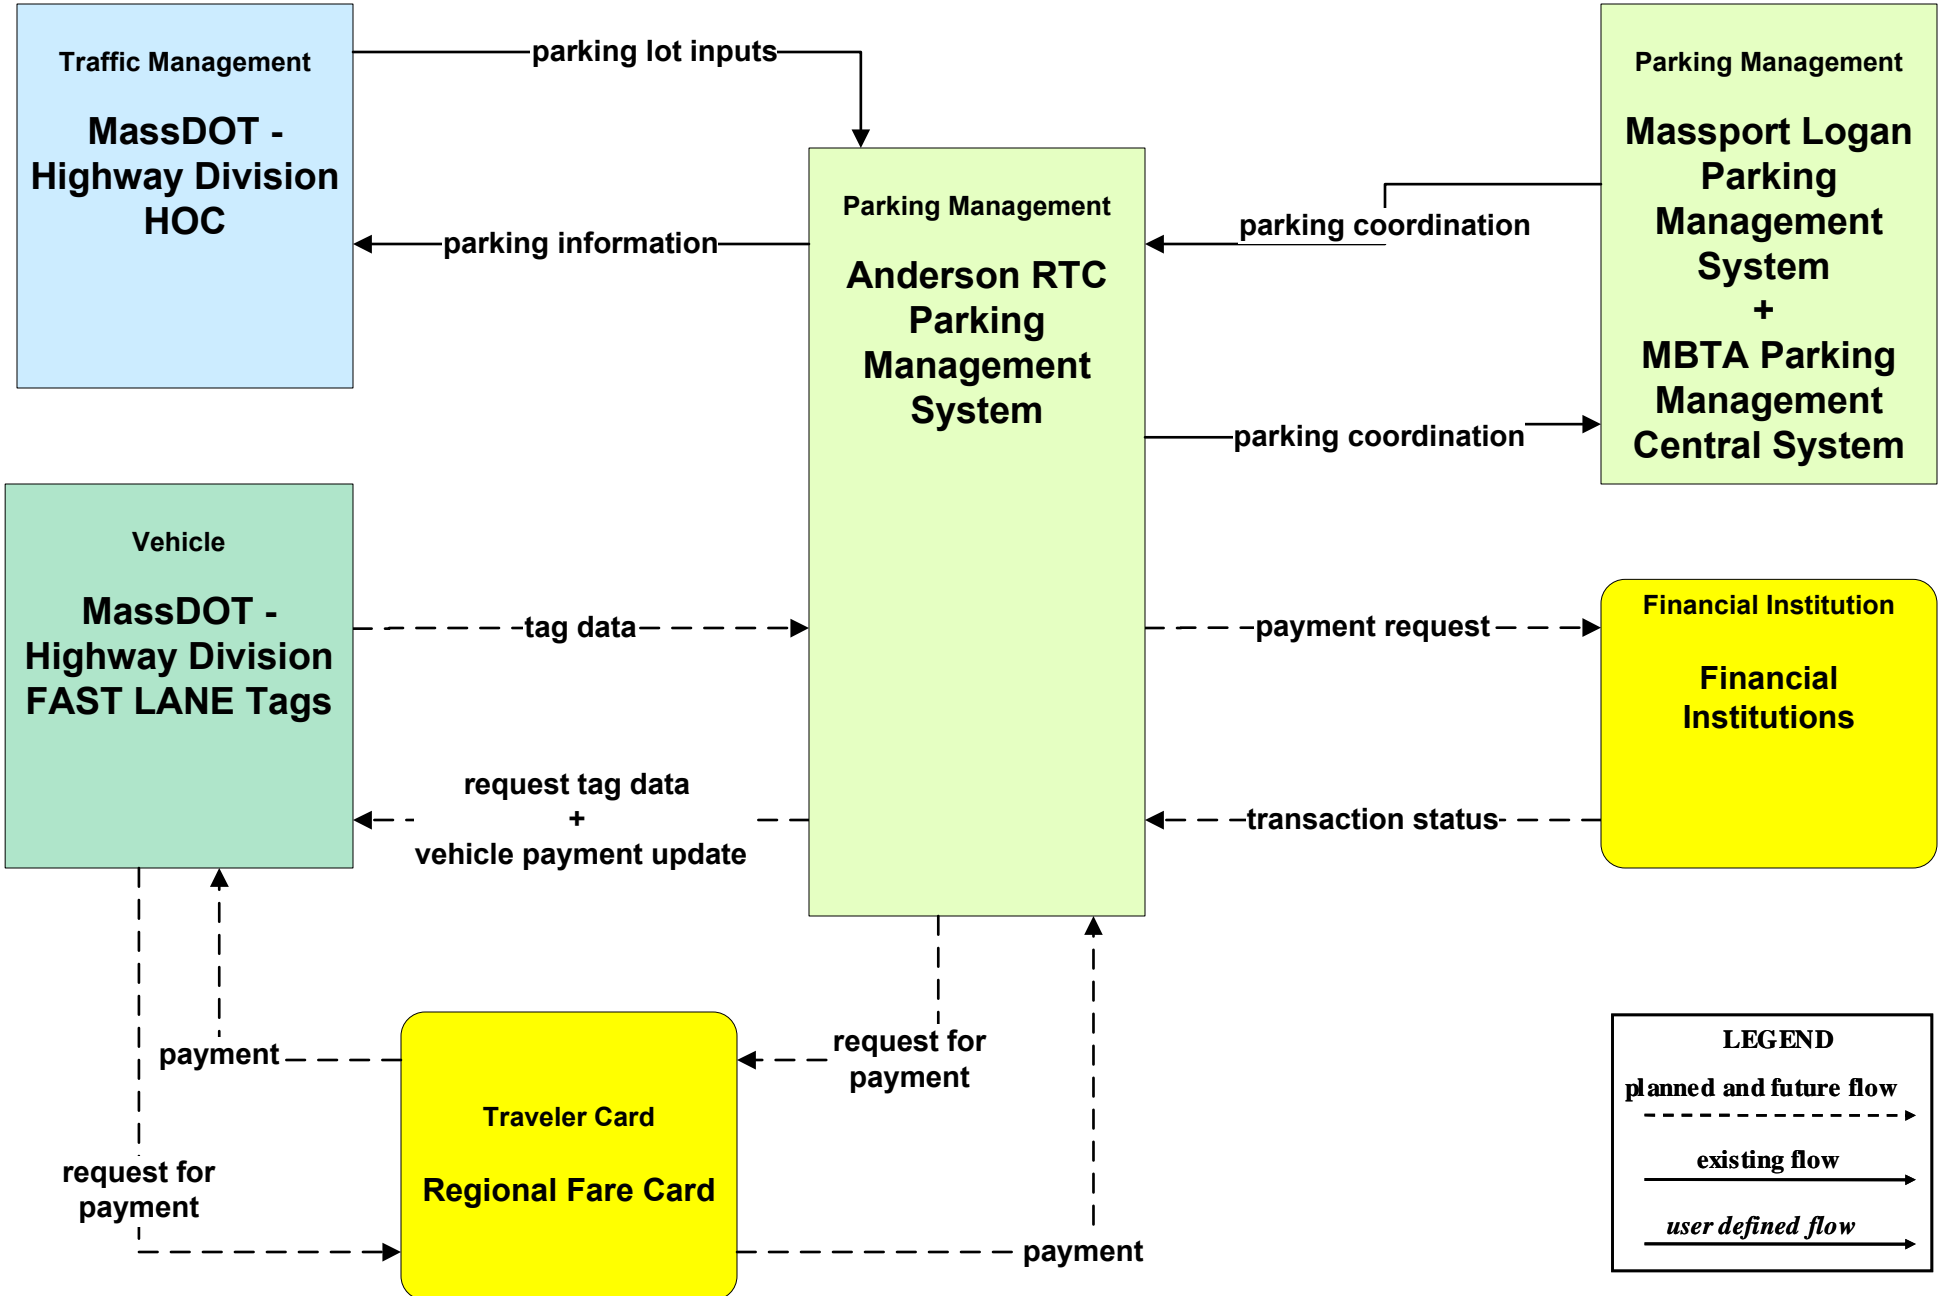 Traffic Management
MassDOT -
Highway Division
HOC
parking lot inputs
parking information
Parking Management
Anderson RTC
Parking
Management
System
Parking Management
Massport Logan
Parking
Management
System
+
MBTA Parking
Management
Central System
parking coordination
parking coordination
Vehicle
MassDOT -
Highway Division
FAST LANE Tags
tag data
request tag data
+
vehicle payment update
payment request
transaction status
Financial Institution
Financial
Institutions
payment
request for
payment
request for
payment
payment
Traveler Card
Regional Fare Card
LEGEND
planned and future flow
existing flow
user defined flow